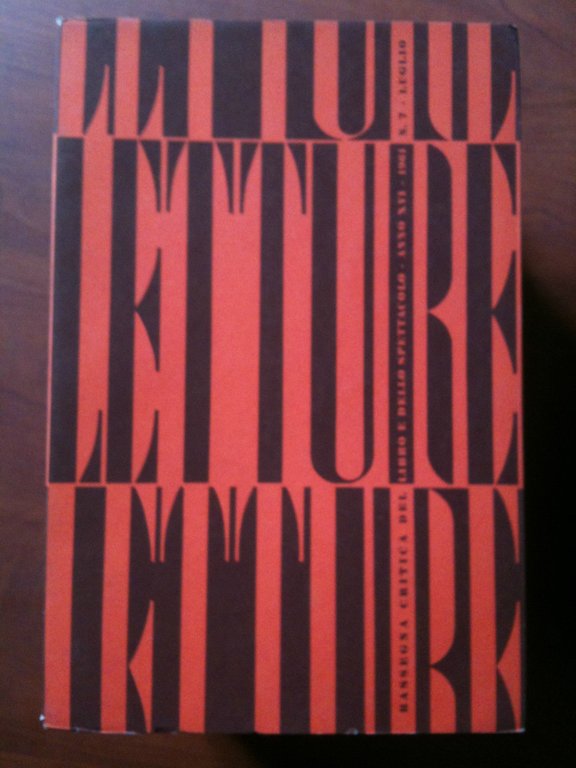 LETTURE
LETTURE
LETTURE
RASSEGNA CRITICA DEL LIBRO E DELLO SPETTACOLO - ANNO XVI - 1961 N. 7 - LUGLIO